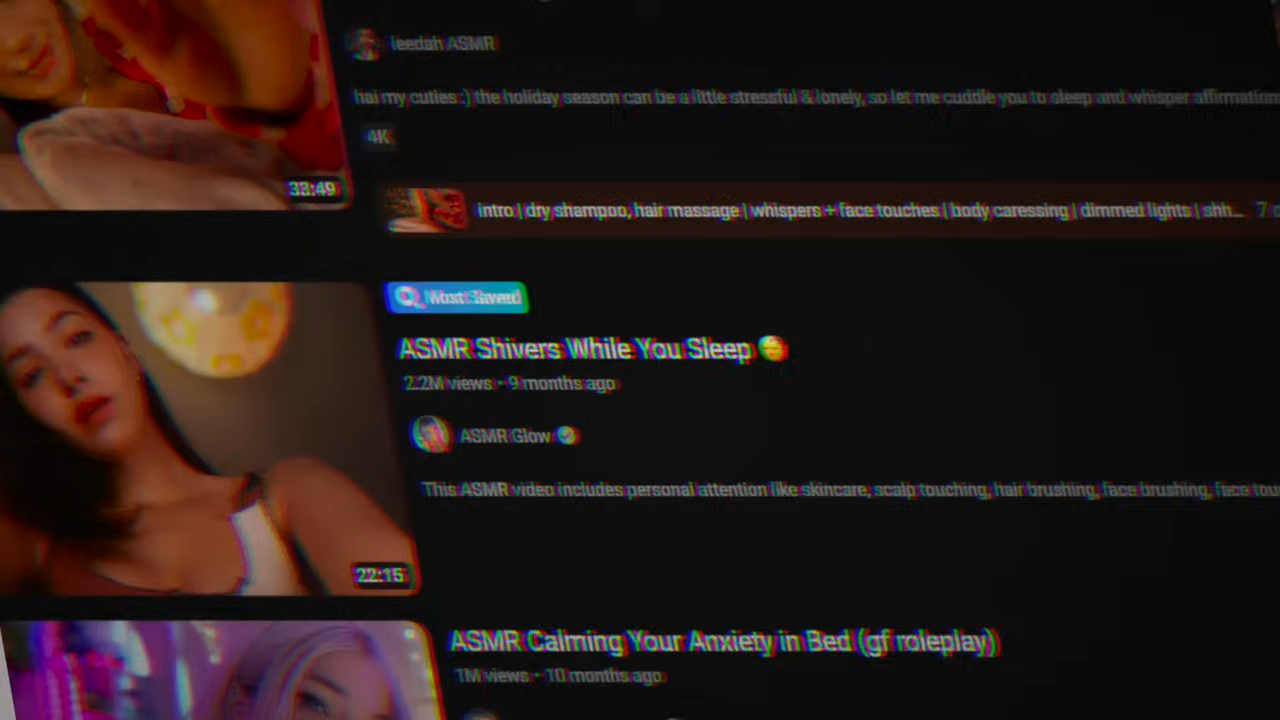 leedah ASMR
hai my cuties :) the holiday season can be a little stressful & lonely, so let me cuddle you to sleep and whisper affirmations
4K
33:49
intro | dry shampoo, hair massage | whispers + face touches | body caressing | dimmed lights | shh... 7
Most Saved
ASMR Shivers While You Sleep
2.2M views • 9 months ago
ASMR Glow
This ASMR video includes personal attention like skincare, scalp touching, hair brushing, face brushing, face
22:15
ASMR Calming Your Anxiety in Bed (gf roleplay)
1M views • 10 months ago